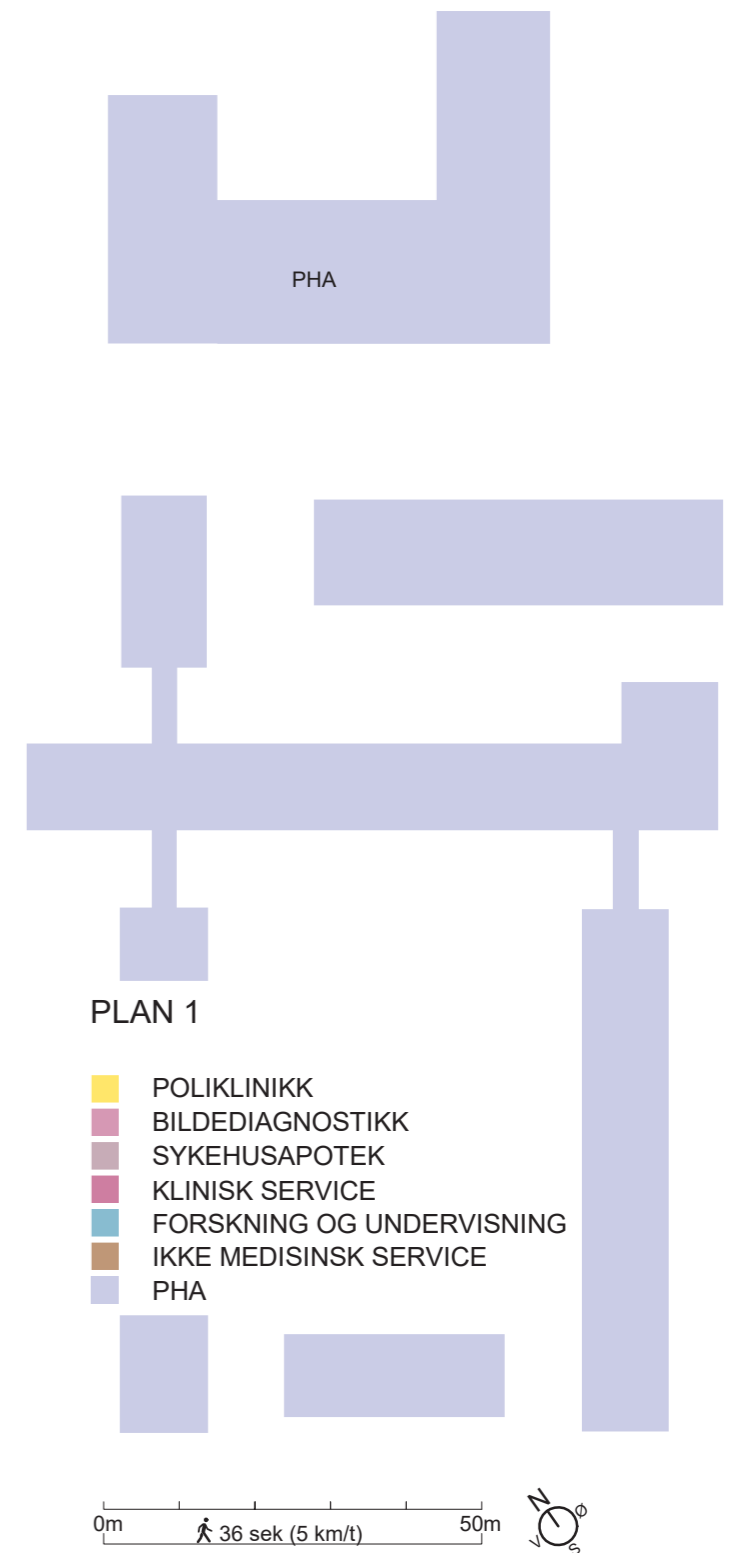 PHA
PLAN 1
POLIKLINIKK
BILDEDIAGNOSTIKK
SYKEHUSAPOTEK
KLINISK SERVICE
FORSKNING OG UNDERVISNING
IKKE MEDISINSK SERVICE
PHA
0m 36 sek (5 km/t) 50m
N
Ø
V
S